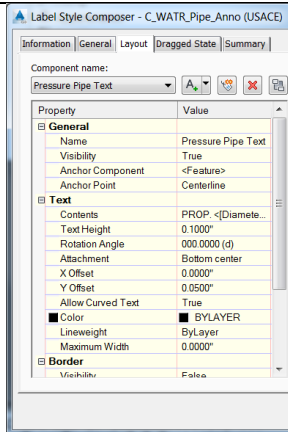 Label Style Composer - C_WATR_Pipe_Anno (USACE)
Information General Layout Dragged State Summary
Component name:
Pressure Pipe Text
Property Value
General
Name Pressure Pipe Text
Visibility True
Anchor Component <Feature>
Anchor Point Centerline
Text
Contents PROP. <[Diamete...
Text Height 0.1000"
Rotation Angle 000.0000 (d)
Attachment Bottom center
X Offset 0.0000"
Y Offset 0.0500"
Allow Curved Text True
Color BYLAYER
Lineweight ByLayer
Maximum Width 0.0000"
Border
Visibility False